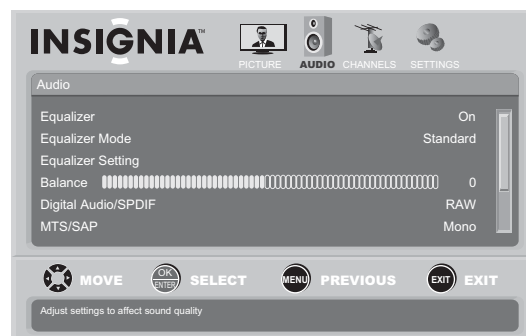 INSIGNIA™
PICTURE AUDIO CHANNELS SETTINGS
Audio
Equalizer On
Equalizer Mode Standard
Equalizer Setting
Balance 0
Digital Audio/SPDIF RAW
MTS/SAP Mono
MOVE OK ENTER SELECT MENU PREVIOUS EXIT EXIT
Adjust settings to affect sound quality